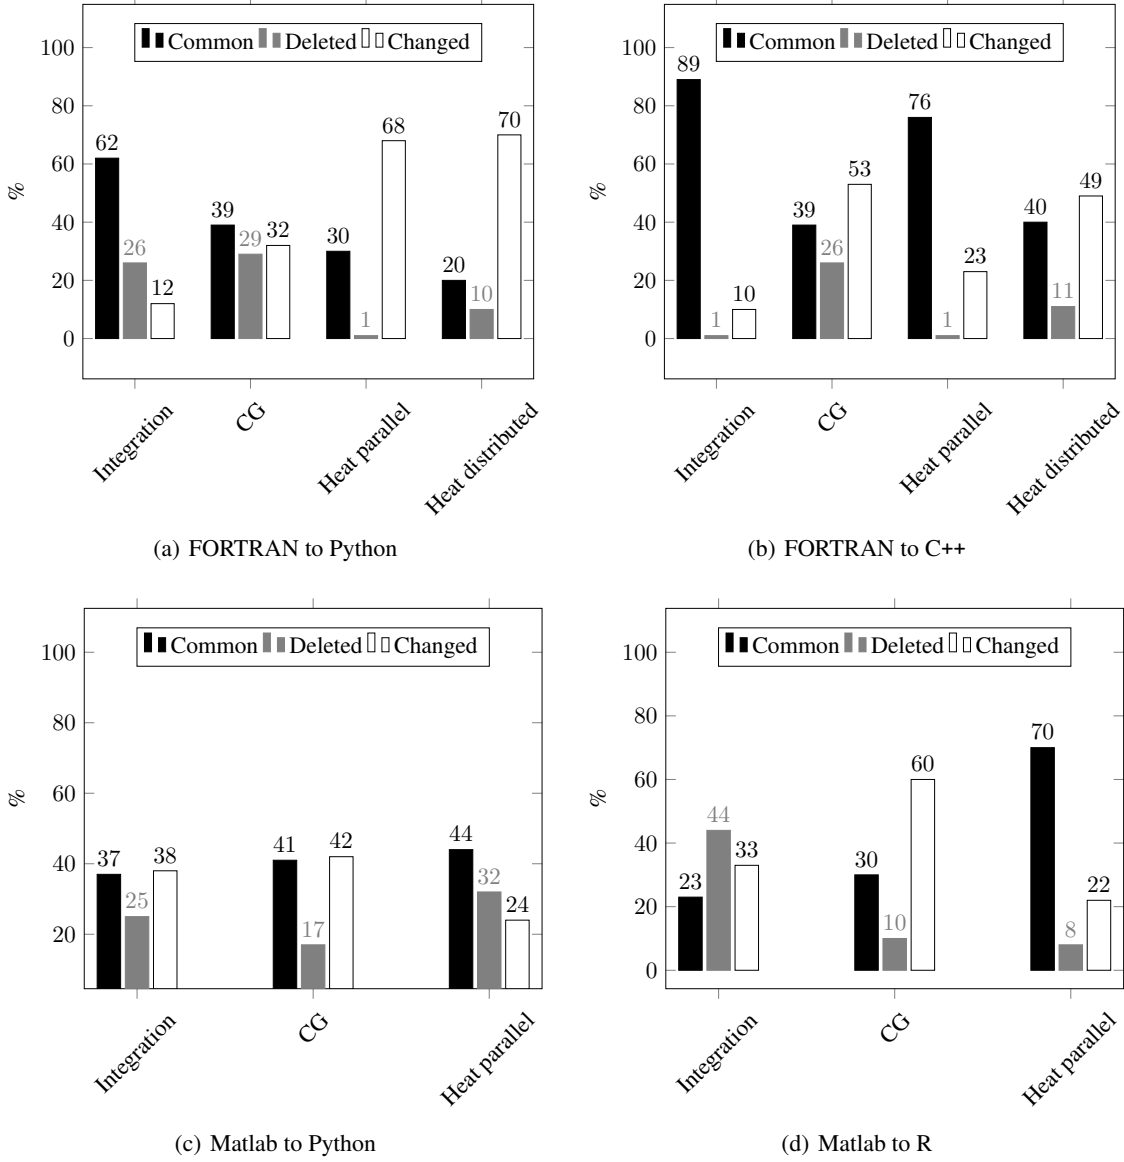 Common Deleted Changed
100
80
60
40
20
0
%
62 26 12
39 29 32
30 1 68
20 10 70
Integration
CG
Heat parallel
Heat distributed
(a) FORTRAN to Python
Common Deleted Changed
100
80
60
40
20
0
%
89 1 10
39 26 53
76 1 23
40 11 49
Integration
CG
Heat parallel
Heat distributed
(b) FORTRAN to C++
Common Deleted Changed
100
80
60
40
20
%
37 25 38
41 17 42
44 32 24
Integration
CG
Heat parallel
(c) Matlab to Python
Common Deleted Changed
100
80
60
40
20
0
%
23 44 33
30 10 60
70 8 22
Integration
CG
Heat parallel
(d) Matlab to R